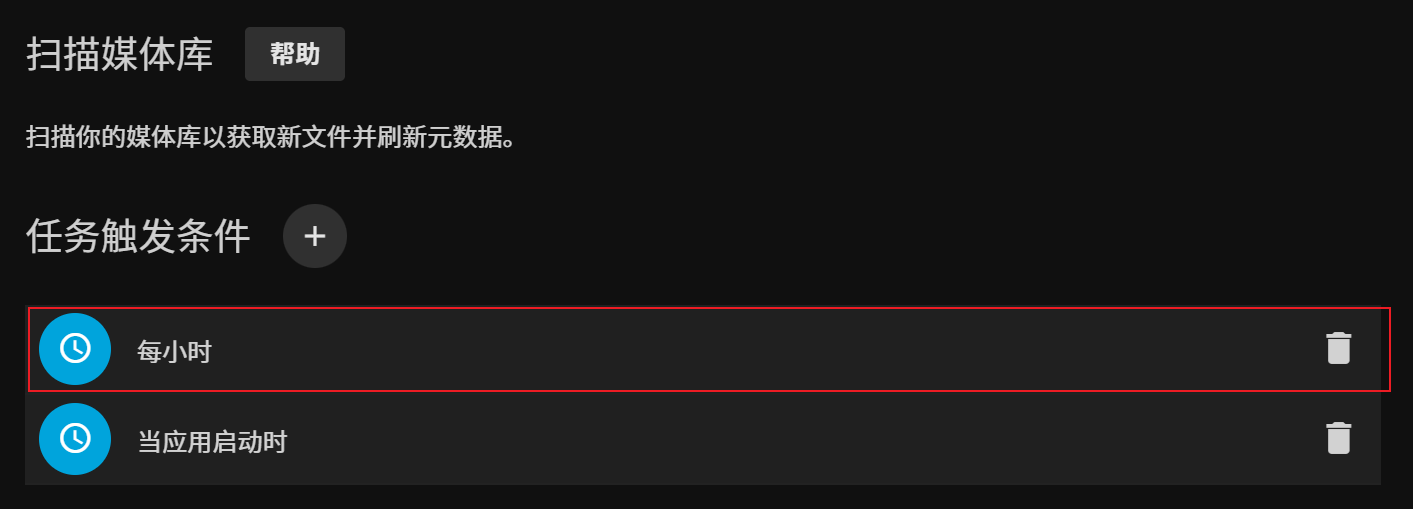 扫描媒体库 帮助
扫描你的媒体库以获取新文件并刷新元数据。
任务触发条件 +
每小时
当应用启动时